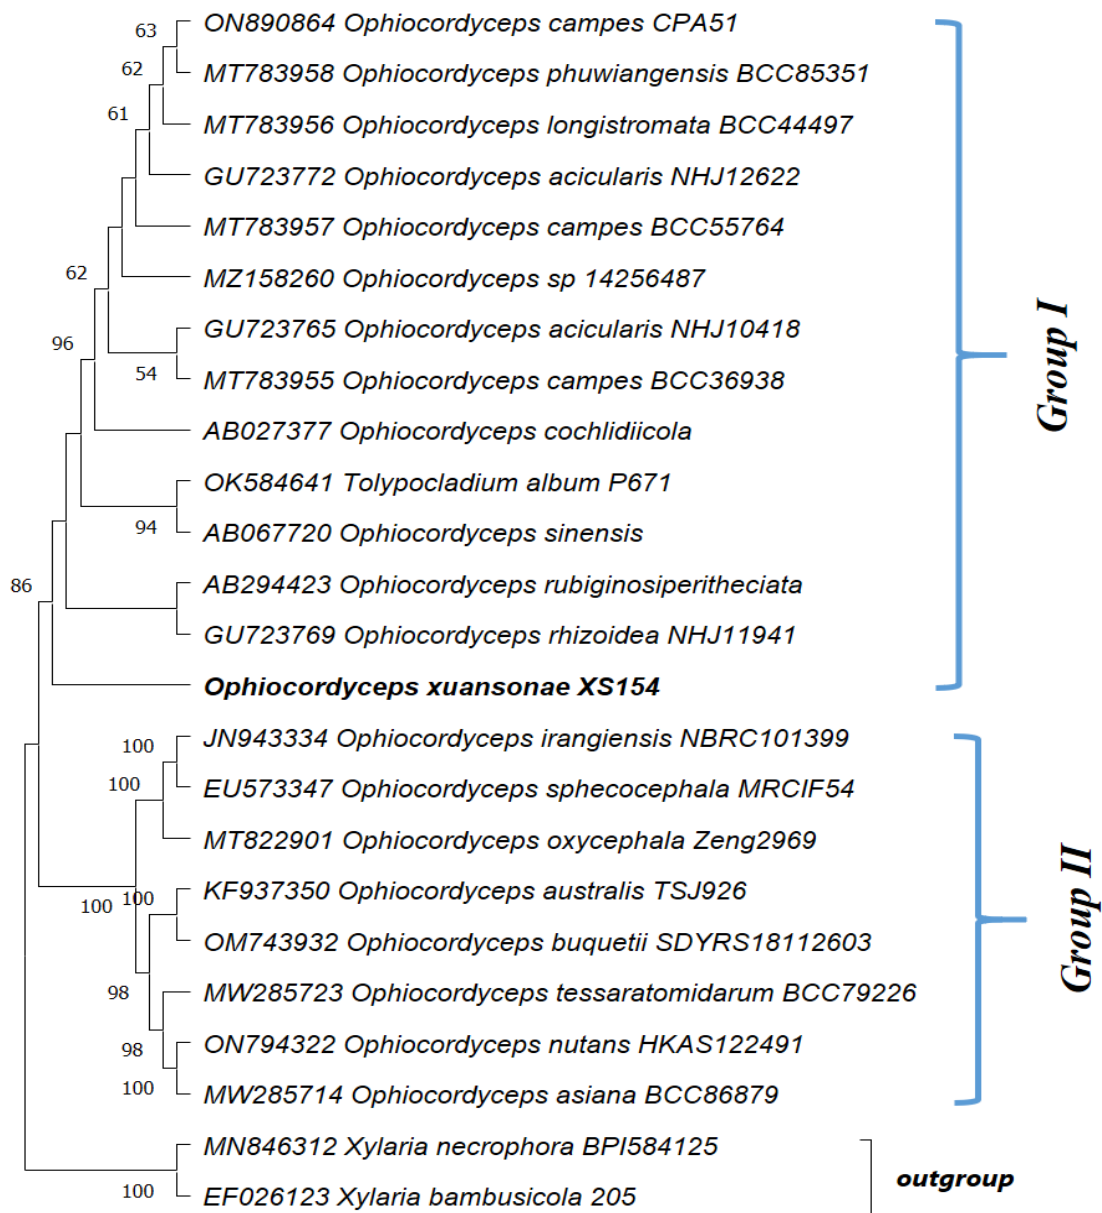 63
ON890864 Ophiocordyceps campes CPA51
62
MT783958 Ophiocordyceps phuwiangensis BCC85351
61
MT783956 Ophiocordyceps longistromata BCC44497
GU723772 Ophiocordyceps acicularis NHJ12622
MT783957 Ophiocordyceps campes BCC55764
62
MZ158260 Ophiocordyceps sp 14256487
GU723765 Ophiocordyceps acicularis NHJ10418
96
54
MT783955 Ophiocordyceps campes BCC36938
Group I
AB027377 Ophiocordyceps cochlidiicola
OK584641 Tolypocladium album P671
94
AB067720 Ophiocordyceps sinensis
86
AB294423 Ophiocordyceps rubiginosiperitheciata
GU723769 Ophiocordyceps rhizoidea NHJ11941
Ophiocordyceps xuansonae XS154
100
JN943334 Ophiocordyceps irangiensis NBRC101399
100
EU573347 Ophiocordyceps sphecocephala MRCIF54
MT822901 Ophiocordyceps oxycephala Zeng2969
100
100
KF937350 Ophiocordyceps australis TSJ926
Group II
OM743932 Ophiocordyceps buquetii SDYRS18112603
98
MW285723 Ophiocordyceps tessaratomidarum BCC79226
98
ON794322 Ophiocordyceps nutans HKAS122491
100
MW285714 Ophiocordyceps asiana BCC86879
MN846312 Xylaria necrophora BPI584125
outgroup
100
EF026123 Xylaria bambusicola 205